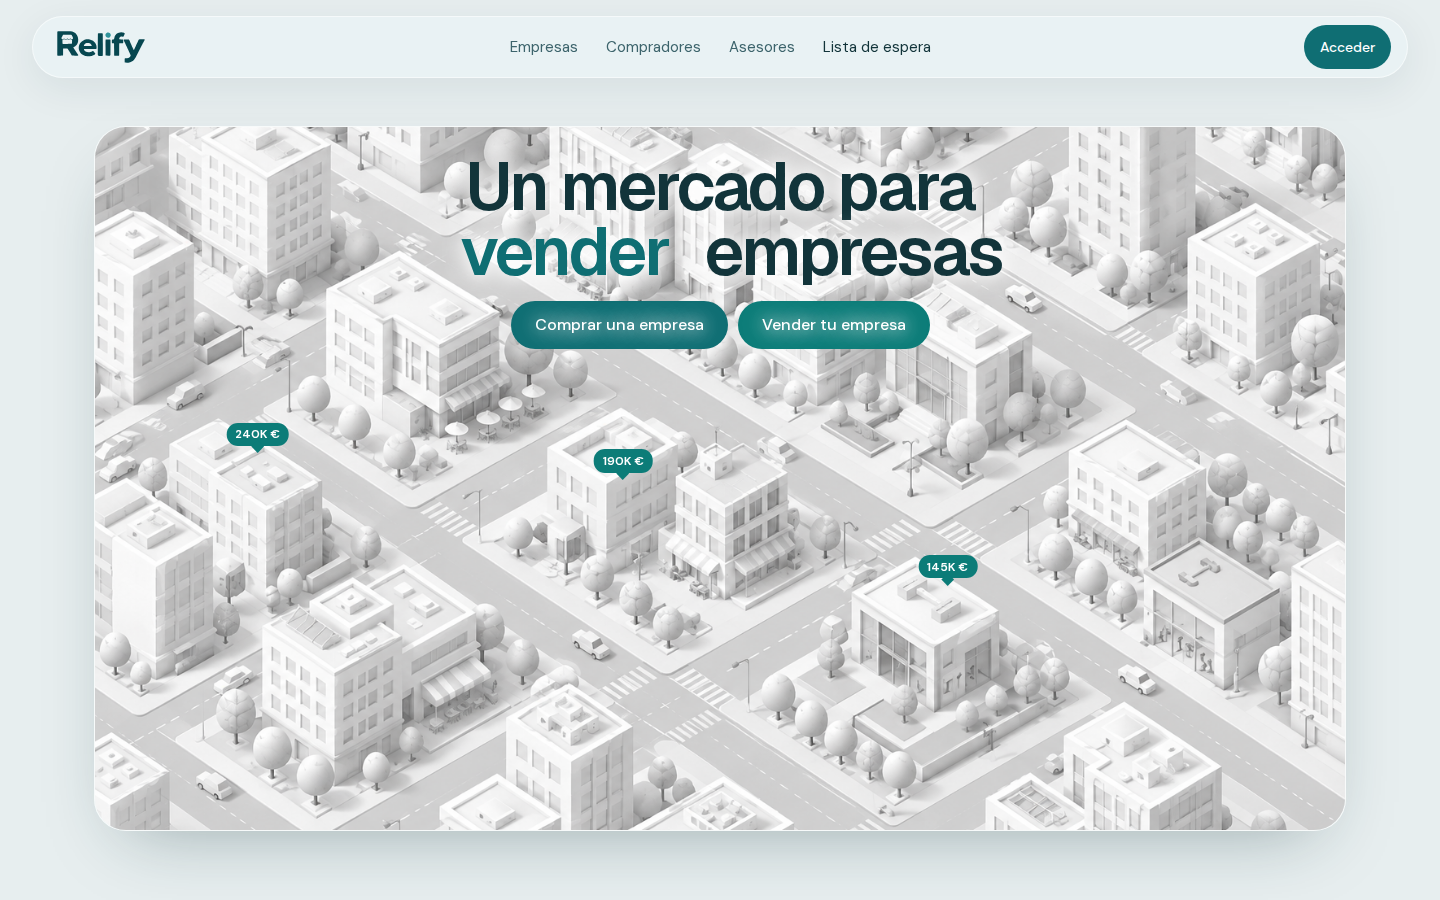 Relify
Empresas
Compradores
Asesores
Lista de espera
Acceder
Un mercado para
vender empresas
Comprar una empresa
Vender tu empresa
240K €
190K €
145K €